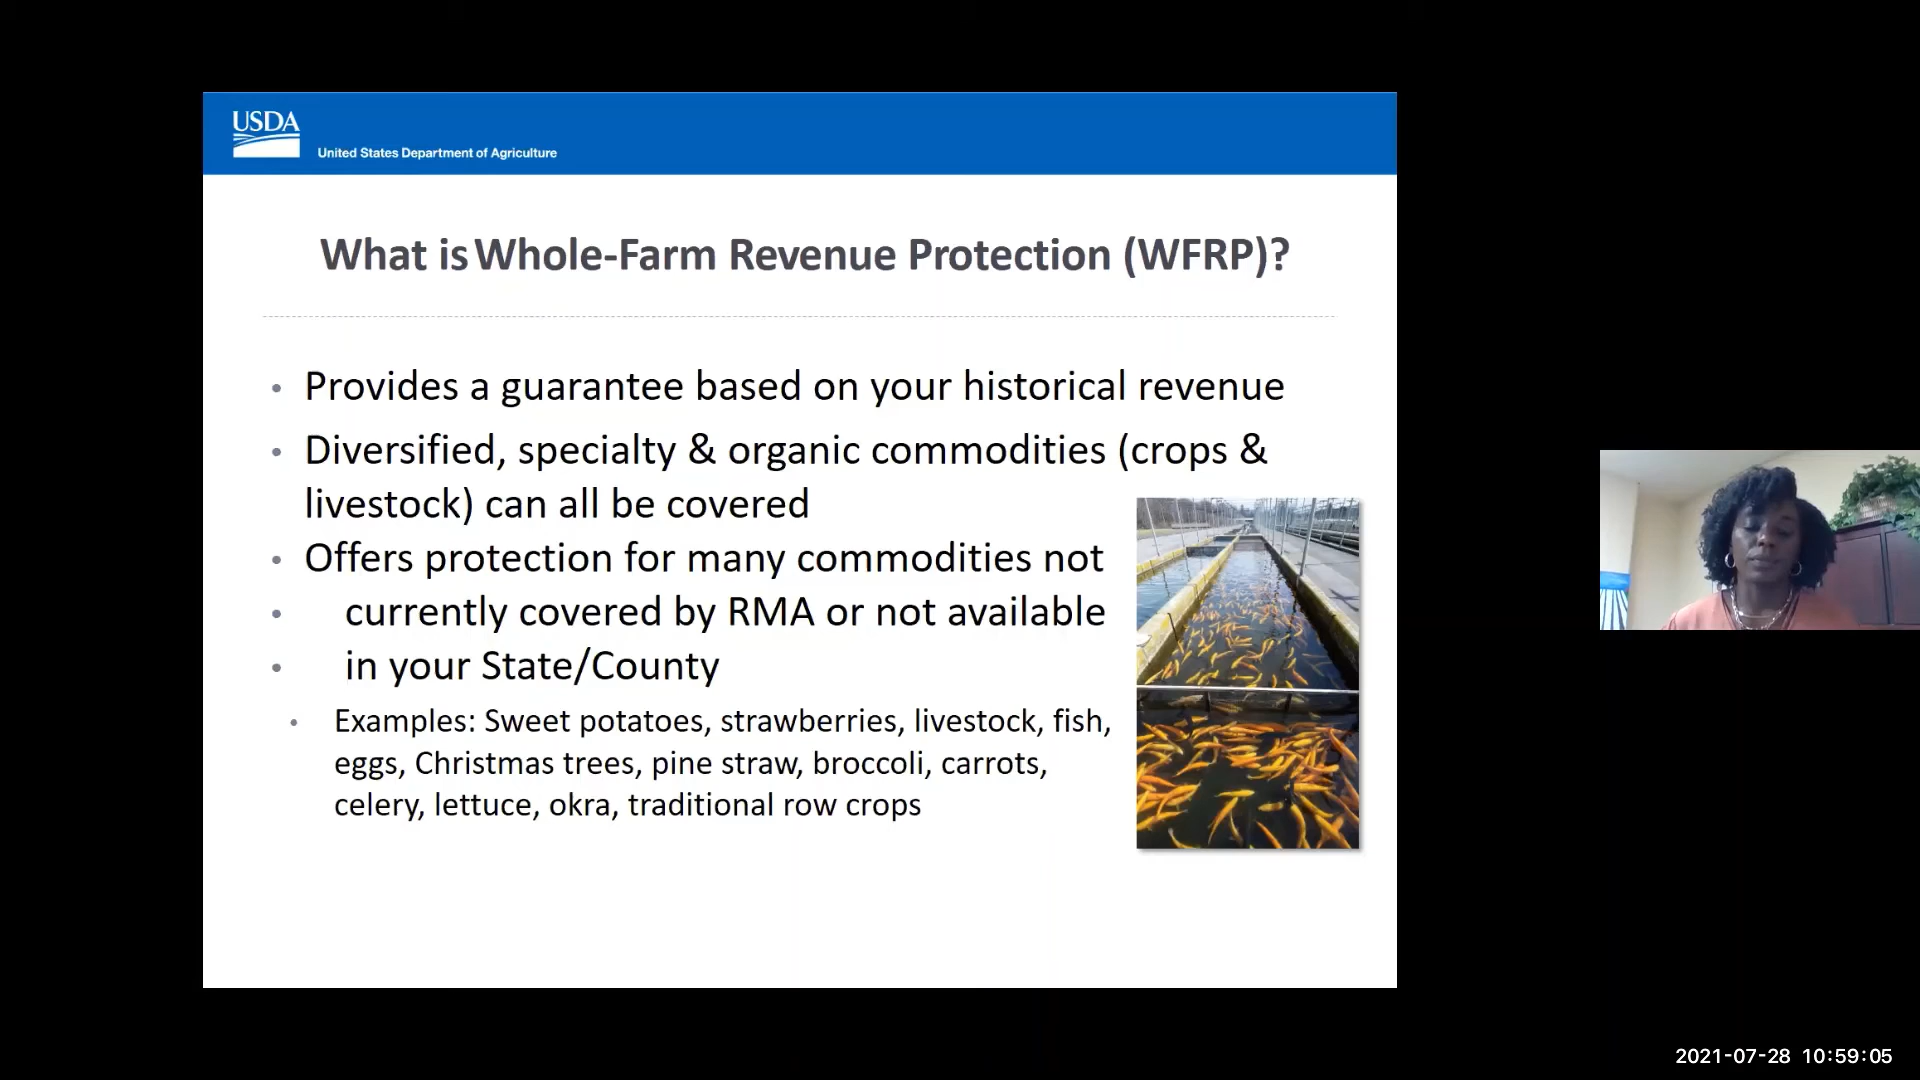 USDA
United States Department of Agriculture
What is Whole-Farm Revenue Protection (WFRP)?
• Provides a guarantee based on your historical revenue
• Diversified, specialty & organic commodities (crops &
livestock) can all be covered
• Offers protection for many commodities not
• currently covered by RMA or not available
• in your State/County
• Examples: Sweet potatoes, strawberries, livestock, fish,
eggs, Christmas trees, pine straw, broccoli, carrots,
celery, lettuce, okra, traditional row crops
2021-07-28 10:59:05